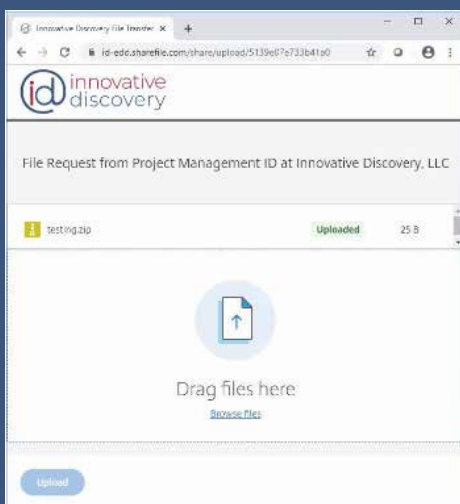 Innovative Discovery File Transfer
id-edd.sharefile.com/share/upload/5139e07e733b41a0
id innovative
discovery
File Request from Project Management ID at Innovative Discovery, LLC
testing.zip Uploaded 25 B
Drag files here
Browse files
Upload